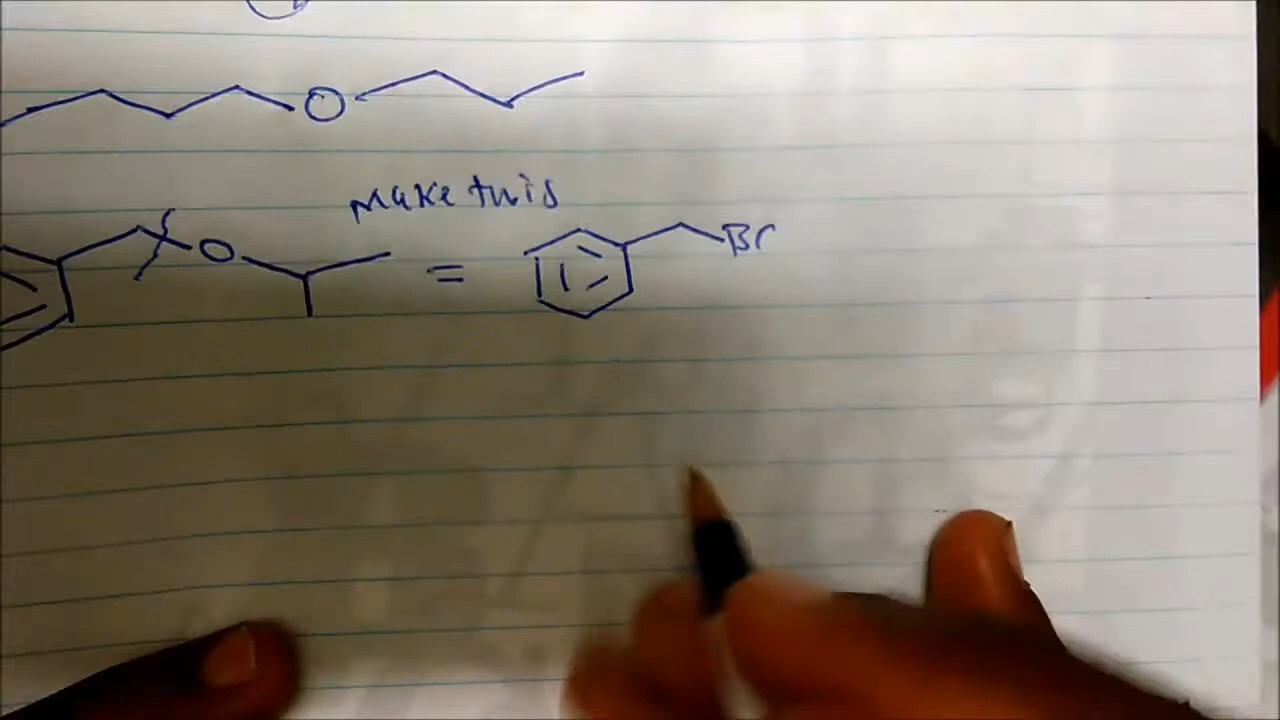 O
Make this
O = Br